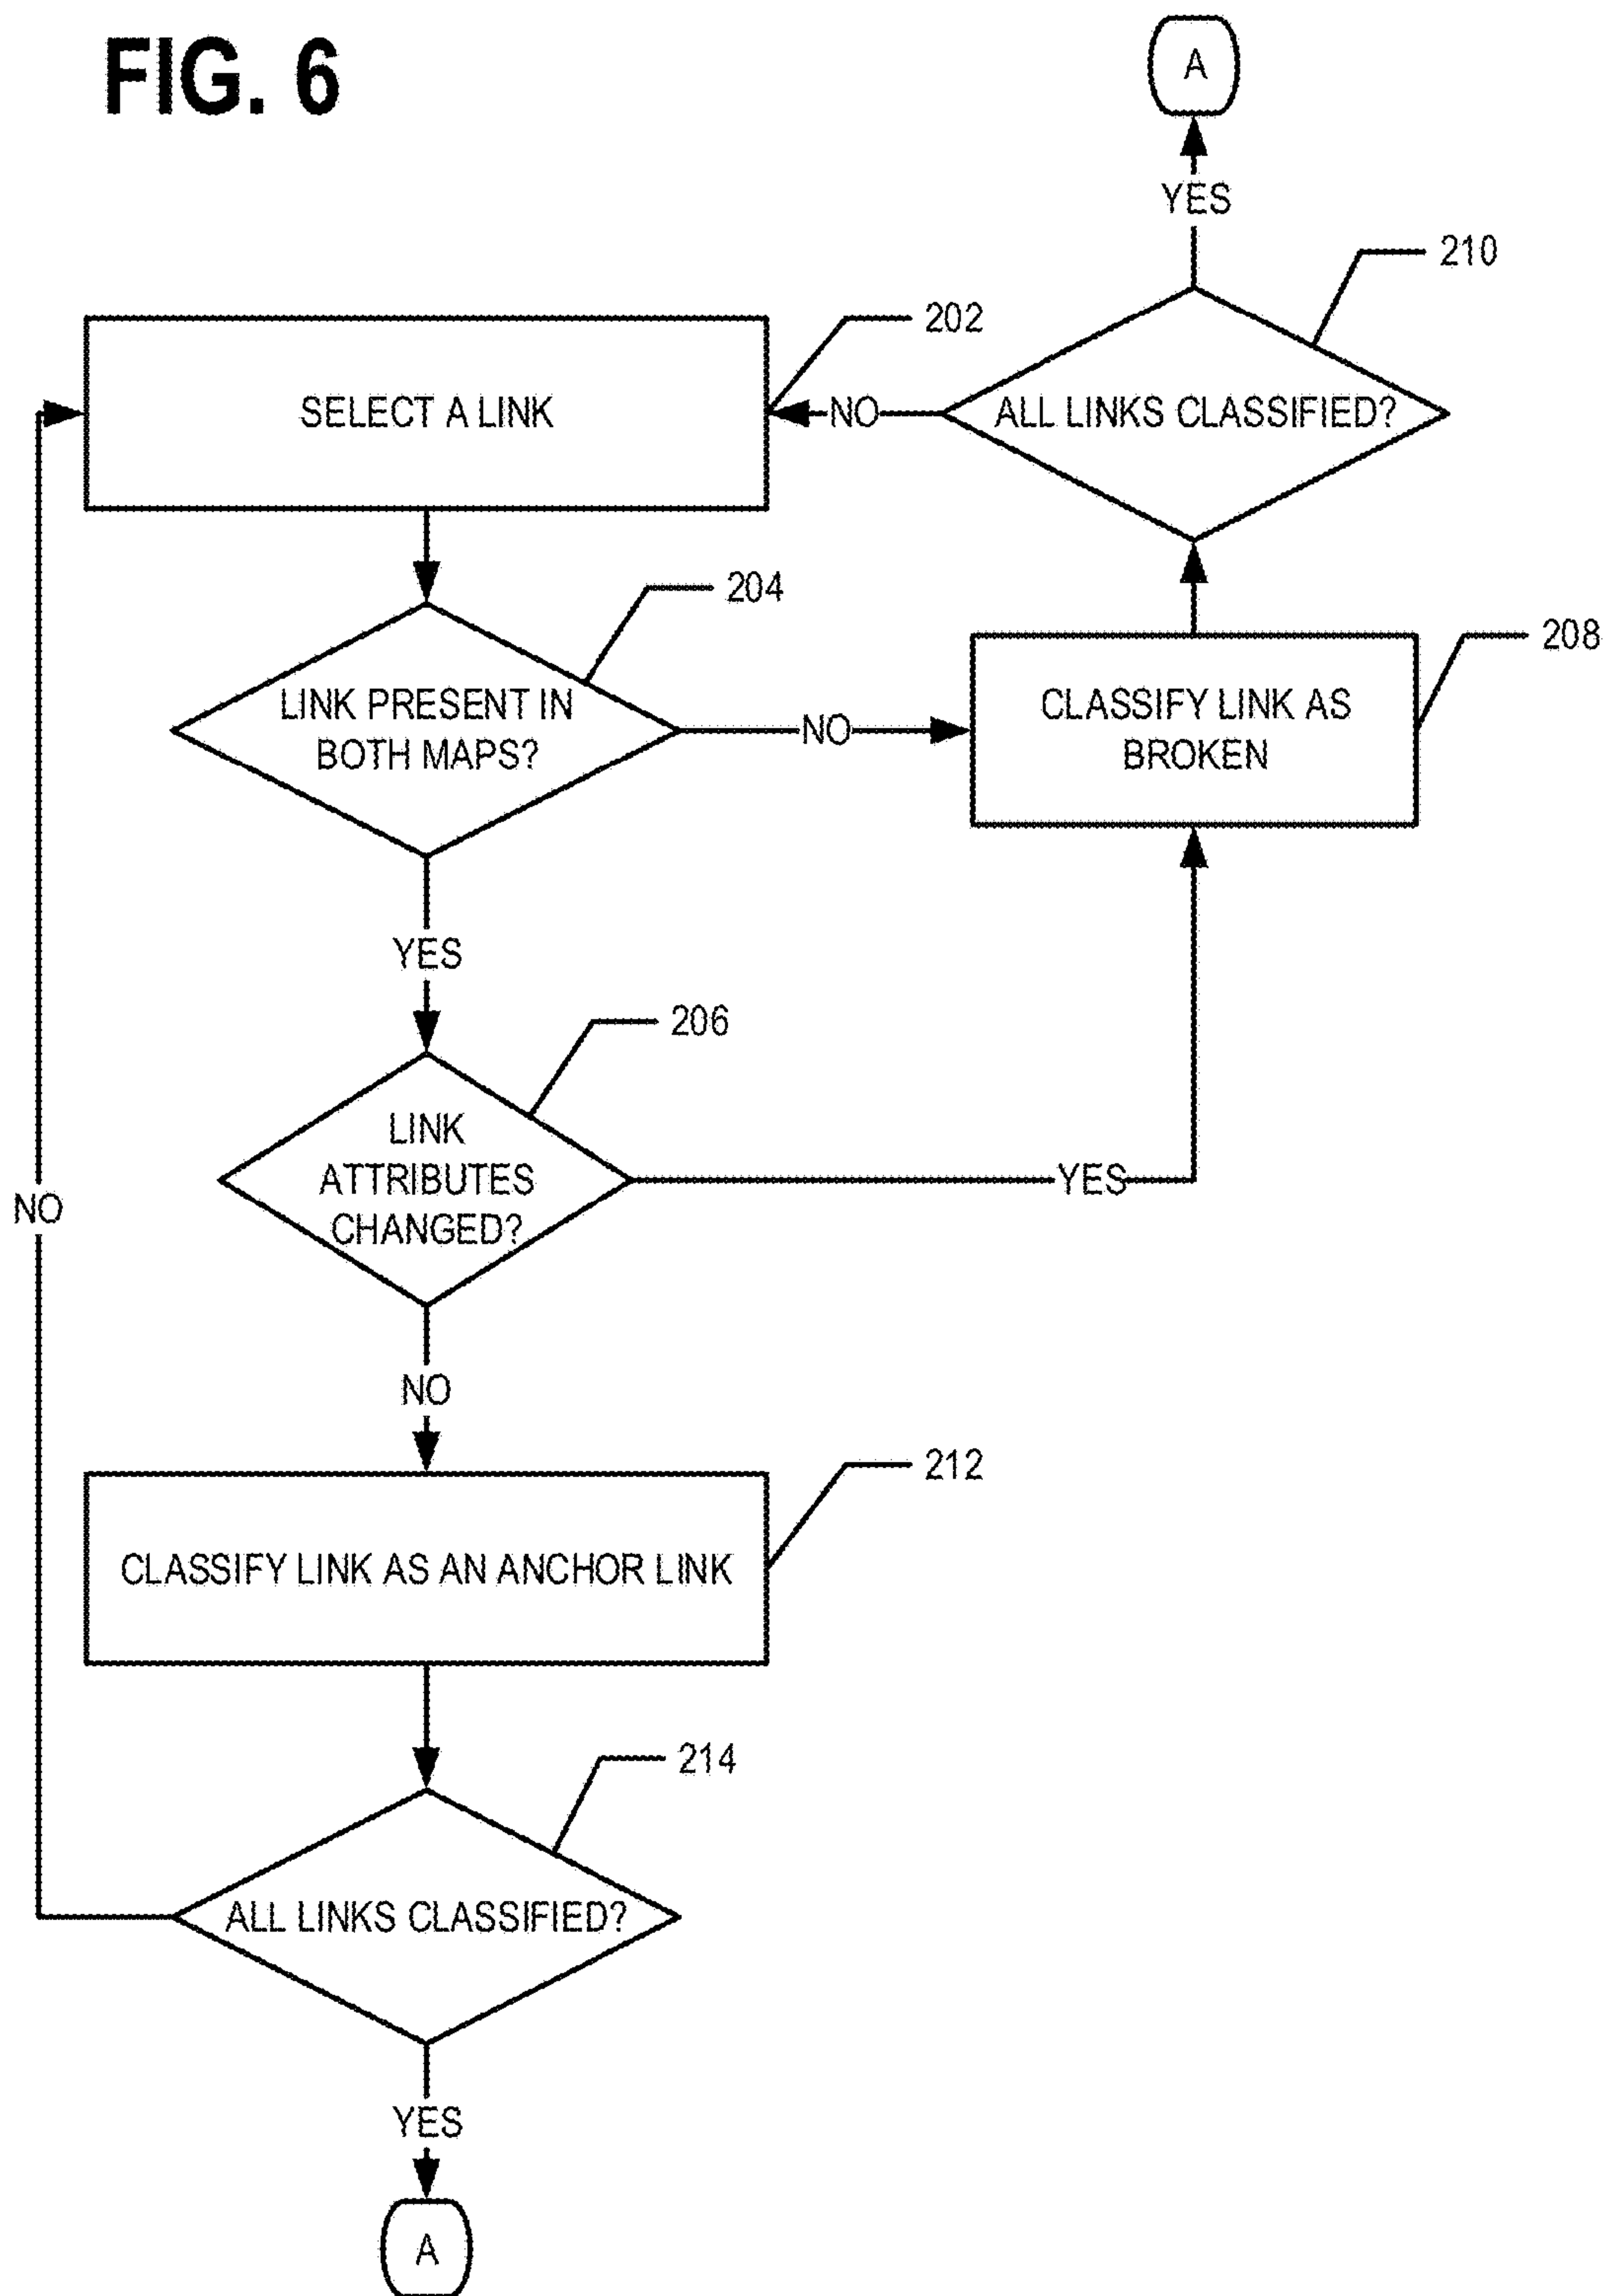 FIG. 6
A
YES
210
202
SELECT A LINK
NO
ALL LINKS CLASSIFIED?
204
208
LINK PRESENT IN
BOTH MAPS?
NO
CLASSIFY LINK AS
BROKEN
YES
206
LINK
ATTRIBUTES
CHANGED?
YES
NO
NO
212
CLASSIFY LINK AS AN ANCHOR LINK
214
ALL LINKS CLASSIFIED?
YES
A